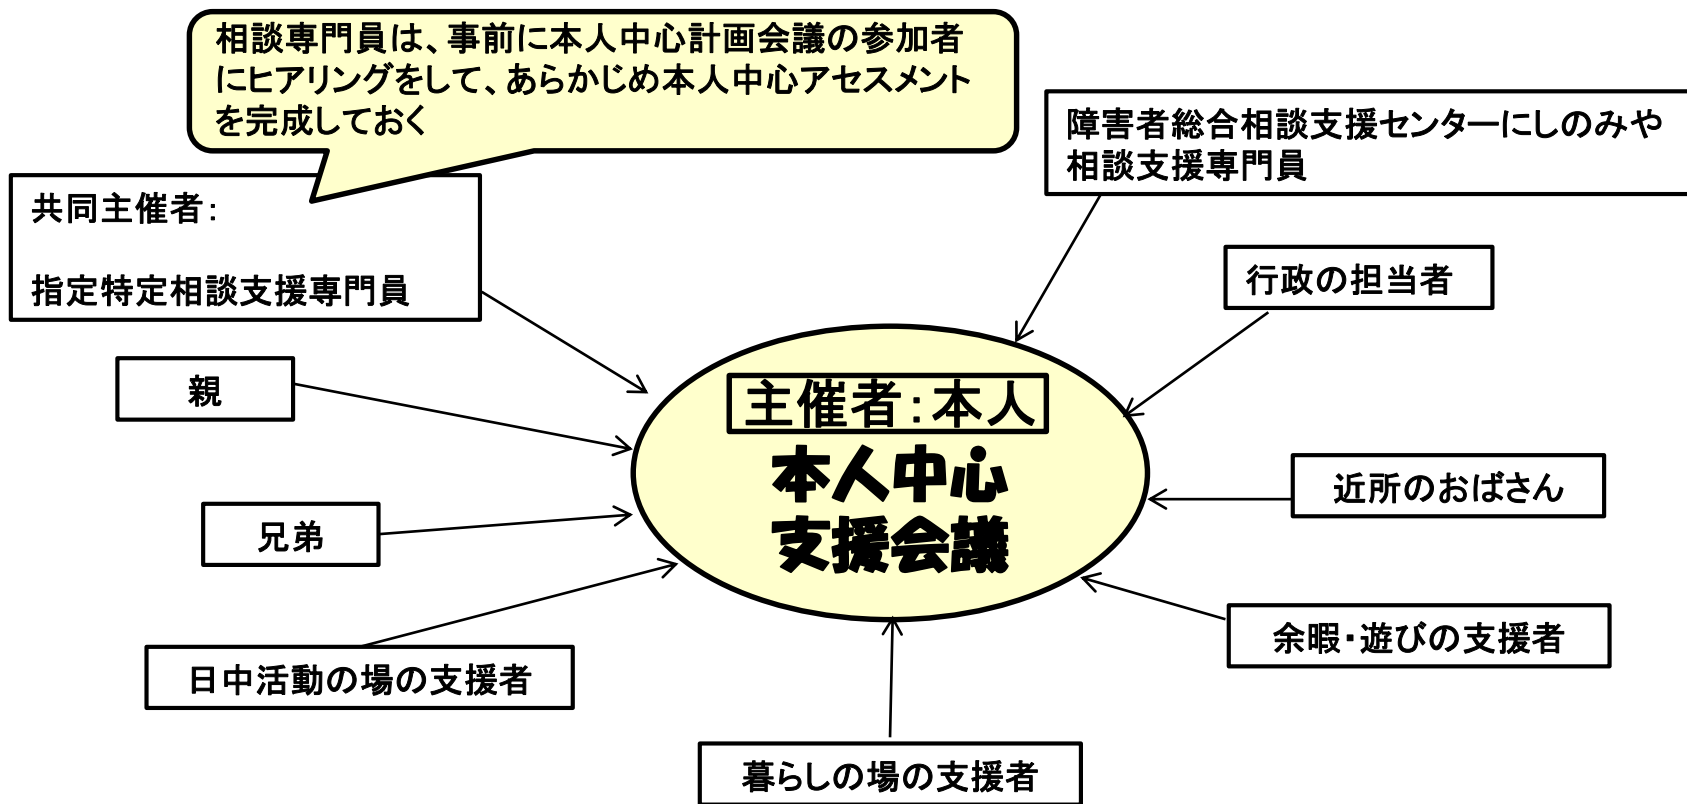 相談専門員は、事前に本人中心計画会議の参加者
にヒアリングをして、あらかじめ本人中心アセスメント
を完成しておく
障害者総合相談支援センターにしのみや
相談支援専門員
共同主催者：
指定特定相談支援専門員
行政の担当者
親
主催者：本人
本人中心
支援会議
近所のおばさん
兄弟
余暇・遊びの支援者
日中活動の場の支援者
暮らしの場の支援者